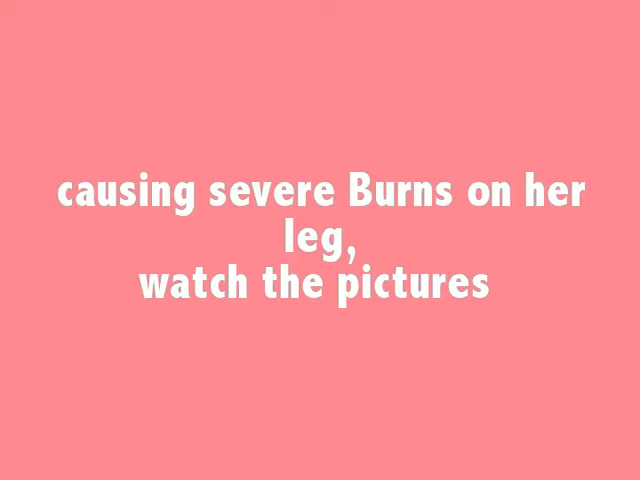 causing severe Burns on her
leg,
watch the pictures